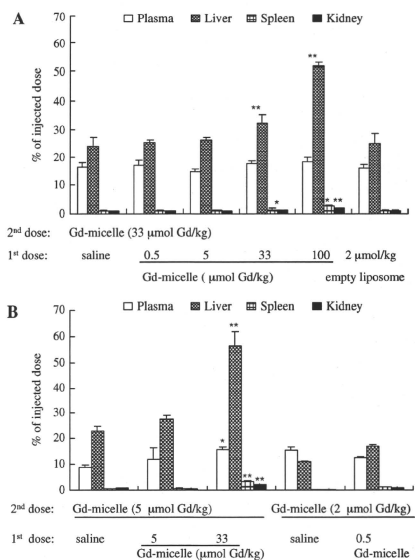 A
□ Plasma ▩ Liver ▤ Spleen ■ Kidney
% of injected dose
70
60
50
40
30
20
10
0
** ** * * **
2nd dose: Gd-micelle (33 µmol Gd/kg)
1st dose: saline 0.5 5 33 100 2 µmol/kg
Gd-micelle ( µmol Gd/kg) empty liposome
B
□ Plasma ▩ Liver ▤ Spleen ■ Kidney
% of injected dose
70
60
50
40
30
20
10
0
* ** ** **
2nd dose: Gd-micelle (5 µmol Gd/kg) Gd-micelle (2 µmol Gd/kg)
1st dose: saline 5 33 saline 0.5
Gd-micelle (µmol Gd/kg) Gd-micelle